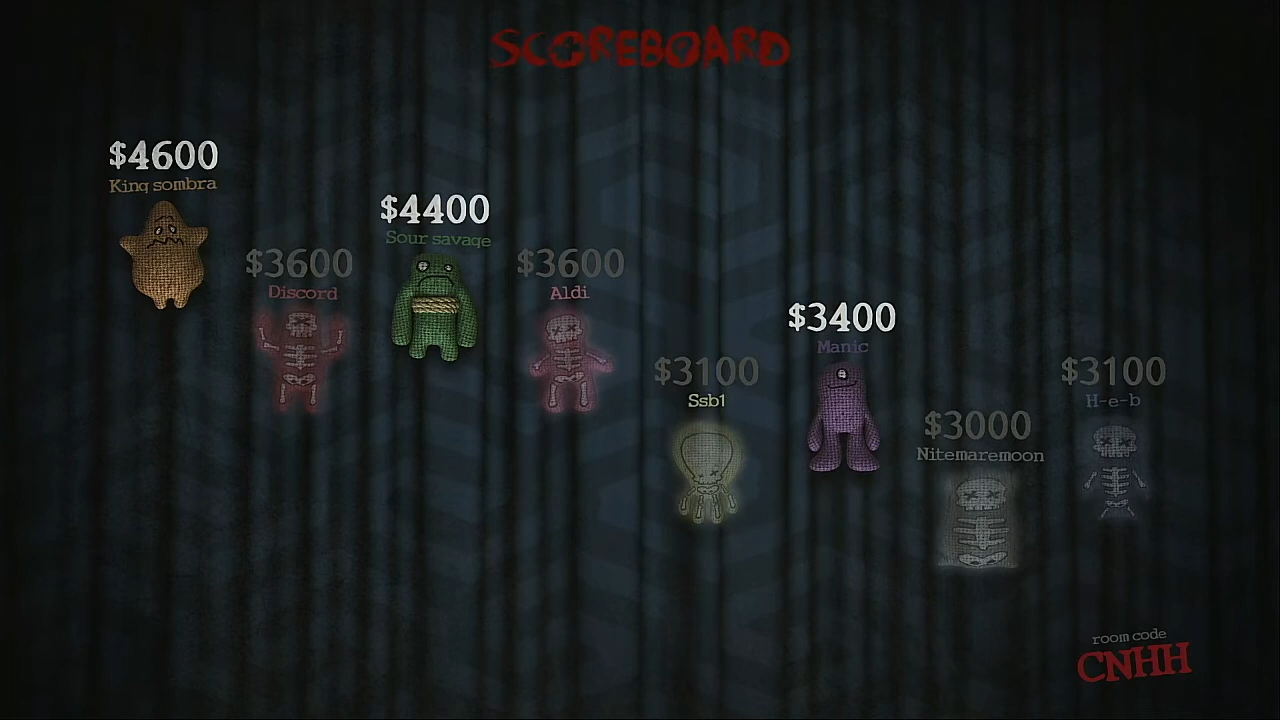 SCOREBOARD
$4600
King sombra
$3600
Discord
$4400
Sour savage
$3600
Aldi
$3100
Ssb1
$3400
Manic
$3000
Nitemaremoon
$3100
H-e-b
room code
CNHH